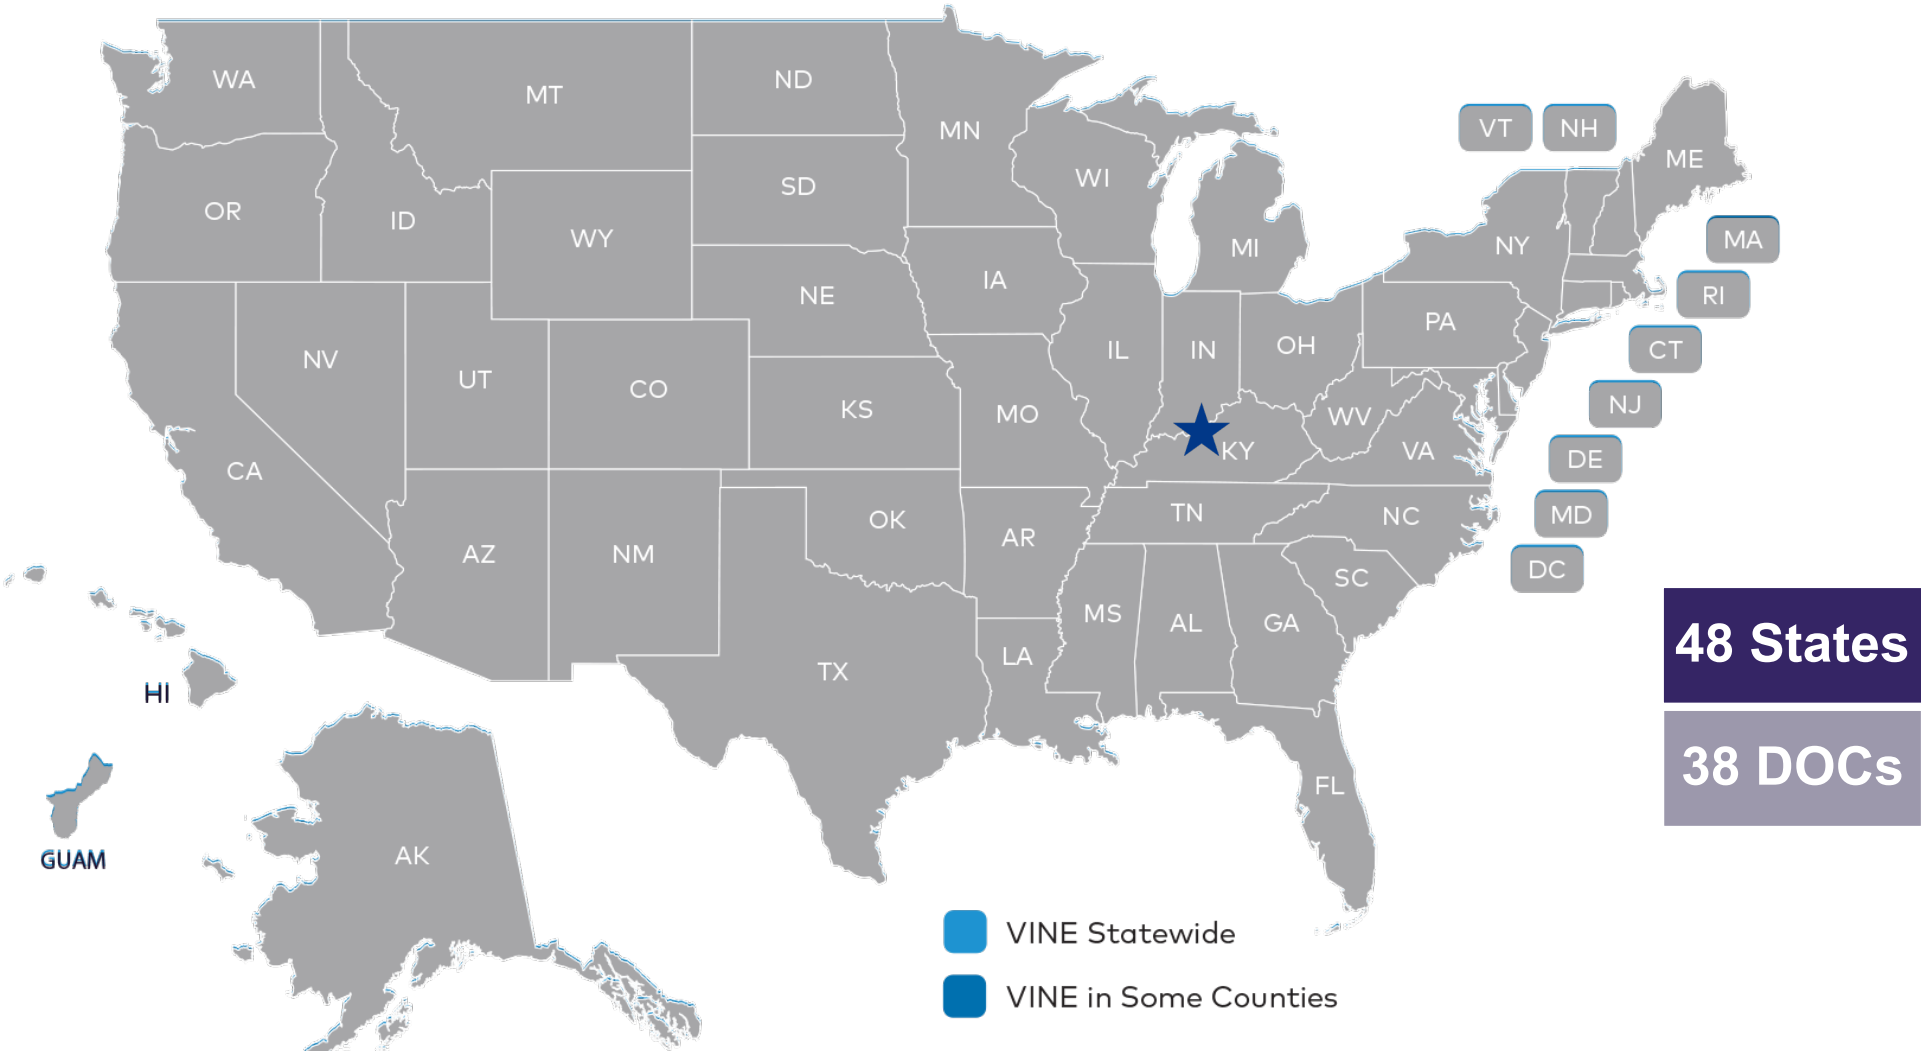 WA
MT
ND
MN
VT
NH
ME
OR
ID
WY
SD
WI
MI
NY
MA
NV
UT
CO
NE
IA
IL
IN
OH
PA
RI
CT
NJ
CA
KS
MO
KY
WV
VA
DE
MD
DC
AZ
NM
OK
AR
TN
NC
SC
MS
AL
GA
LA
TX
FL
HI
GUAM
AK
48 States
38 DOCs
VINE Statewide
VINE in Some Counties